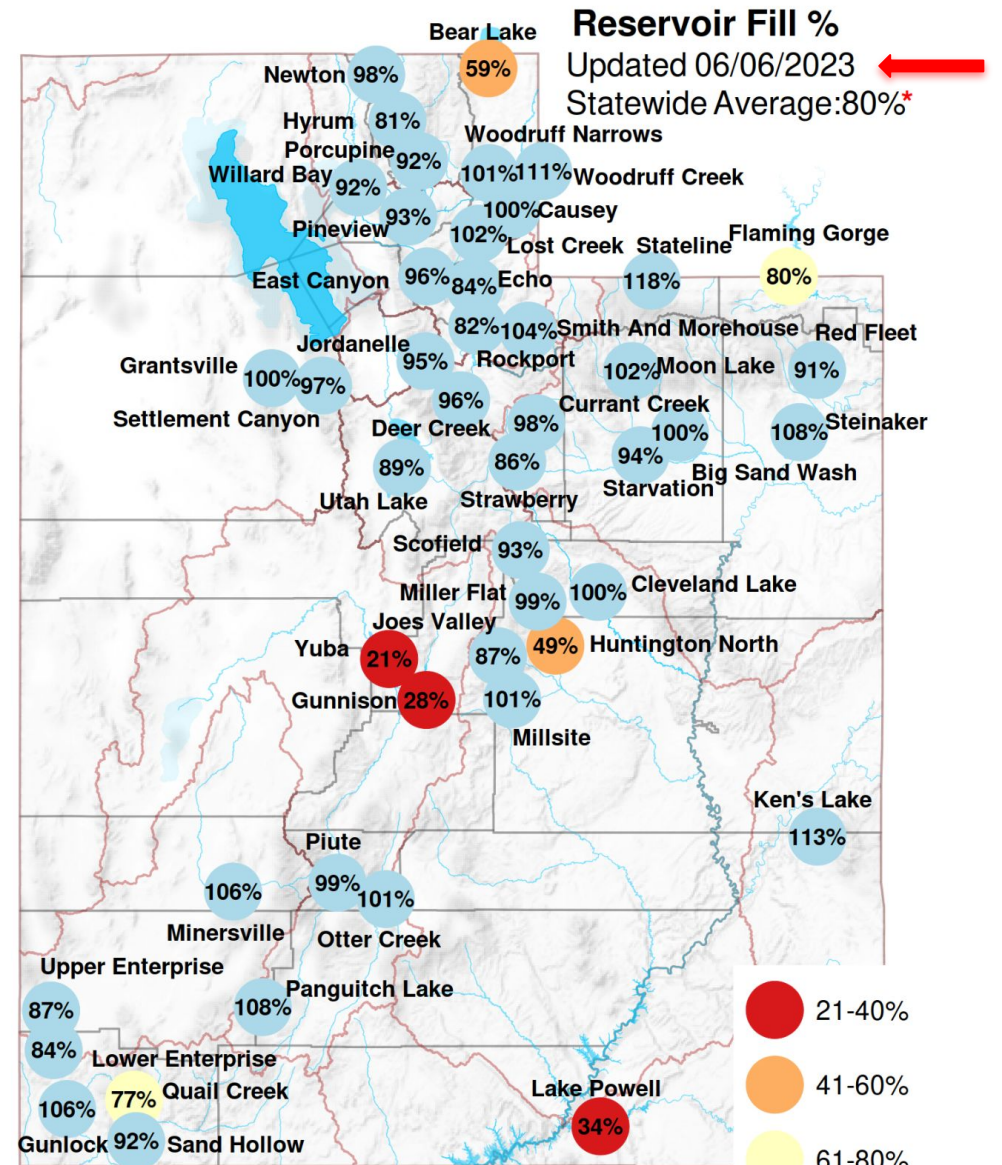 Reservoir Fill %
Updated 06/06/2023
Statewide Average:80%*
Bear Lake
59%
Newton 98%
Hyrum 81%
Porcupine 92%
Willard Bay 92%
Woodruff Narrows
101% 111% Woodruff Creek
Pineview 93%
100% Causey
102% Lost Creek
Stateline
118%
Flaming Gorge
80%
East Canyon 96%
84% Echo
82% Rockport
104% Smith And Morehouse
Red Fleet
91%
Jordanelle
95%
Grantsville 100%
97%
Settlement Canyon
Moon Lake
102%
96%
Deer Creek
Currant Creek
98%
100%
Big Sand Wash
108% Steinaker
94%
Starvation
86%
Strawberry
89%
Utah Lake
Scofield 93%
Miller Flat 99%
100% Cleveland Lake
Joes Valley
87%
49% Huntington North
Yuba 21%
Gunnison 28%
101%
Millsite
Ken's Lake
113%
Piute
99%
101%
Otter Creek
106%
Minersville
Upper Enterprise
87%
Panguitch Lake
108%
84% Lower Enterprise
77% Quail Creek
106%
Gunlock
92% Sand Hollow
Lake Powell
34%
21-40%
41-60%
61-80%